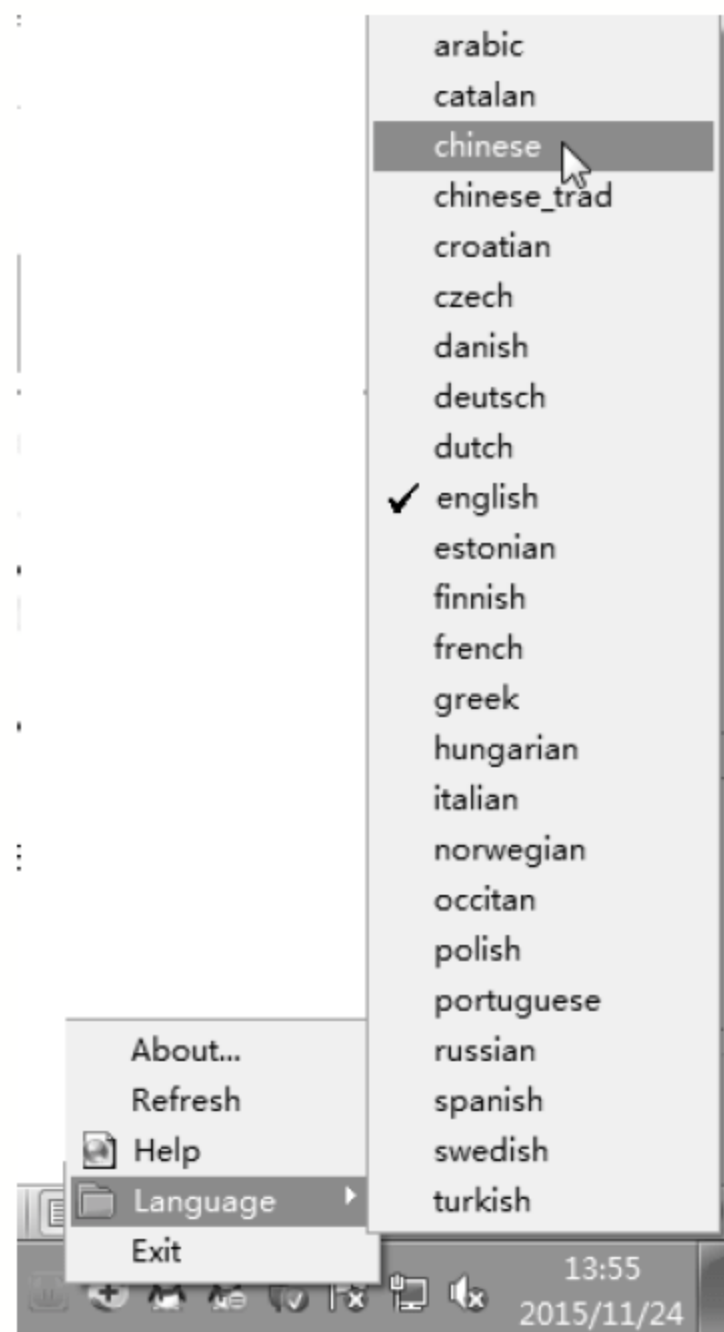 arabic
catalan
chinese
chinese_trad
croatian
czech
danish
deutsch
dutch
english
estonian
finnish
french
greek
hungarian
italian
norwegian
occitan
polish
portuguese
russian
spanish
swedish
turkish
About...
Refresh
Help
Language
Exit
13:55
2015/11/24